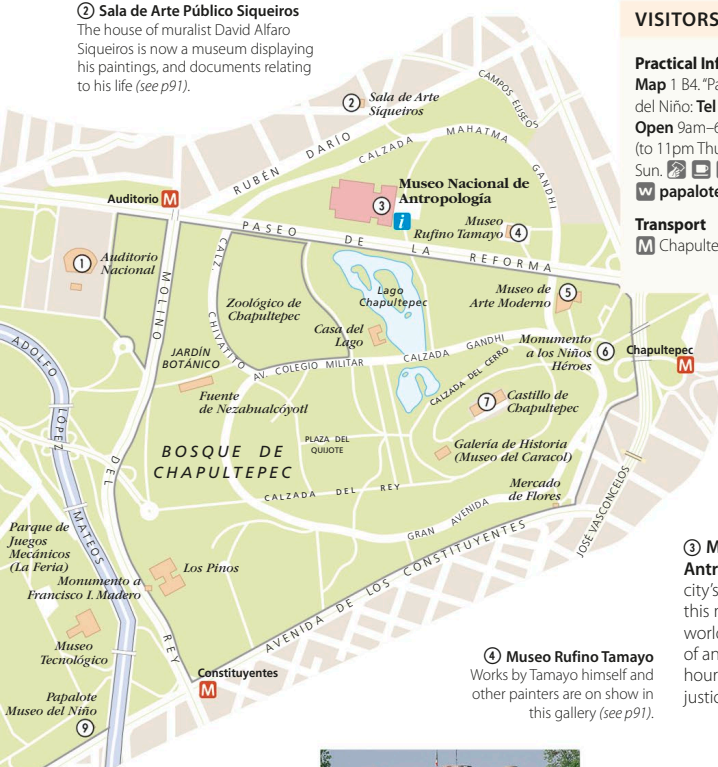 ② Sala de Arte Público Siqueiros
The house of muralist David Alfaro
Siqueiros is now a museum displaying
his paintings, and documents relating
to his life (see p91).
VISITORS
Practical Inf
Map 1 B4. "Pa
del Niño: Tel
Open 9am–6
(to 11pm Thu
Sun.
w papalote
Transport
M Chapulte
② Sala de Arte
Siqueiros
CAMPOS ELISEOS
RUBÉN DARÍO
CALZADA MAHATMA GANDHI
Museo Nacional de
Antropología
③
i
Auditorio M
Museo
Rufino Tamayo ④
PASEO DE LA REFORMA
①
Auditorio
Nacional
MOLINO DEL REY
CALZ. CHIVATITO
Zoológico de
Chapultepec
Lago
Chapultepec
Museo de
Arte Moderno ⑤
Casa del
Lago
CALZADA GANDHI
Monumento
a los Niños
Héroes ⑥
Chapultepec
M
JARDÍN
BOTÁNICO
AV. COLEGIO MILITAR
CALZADA DEL CERRO
ADOLFO LÓPEZ MATEOS
Fuente
de Nezahualcóyotl
⑦ Castillo de
Chapultepec
BOSQUE DE
CHAPULTEPEC
PLAZA DEL
QUIJOTE
Galería de Historia
(Museo del Caracol)
CALZADA DEL REY
Mercado
de Flores
GRAN AVENIDA
JOSÉ VASCONCELOS
AVENIDA DE LOS CONSTITUYENTES
Parque de
Juegos
Mecánicos
(La Feria)
Monumento a
Francisco I. Madero
Los Pinos
Museo
Tecnológico
Constituyentes
M
Papalote
Museo del Niño
⑨
③ M
Antr
city's
this m
world
of an
hour
justic
④ Museo Rufino Tamayo
Works by Tamayo himself and
other painters are on show in
this gallery (see p91).